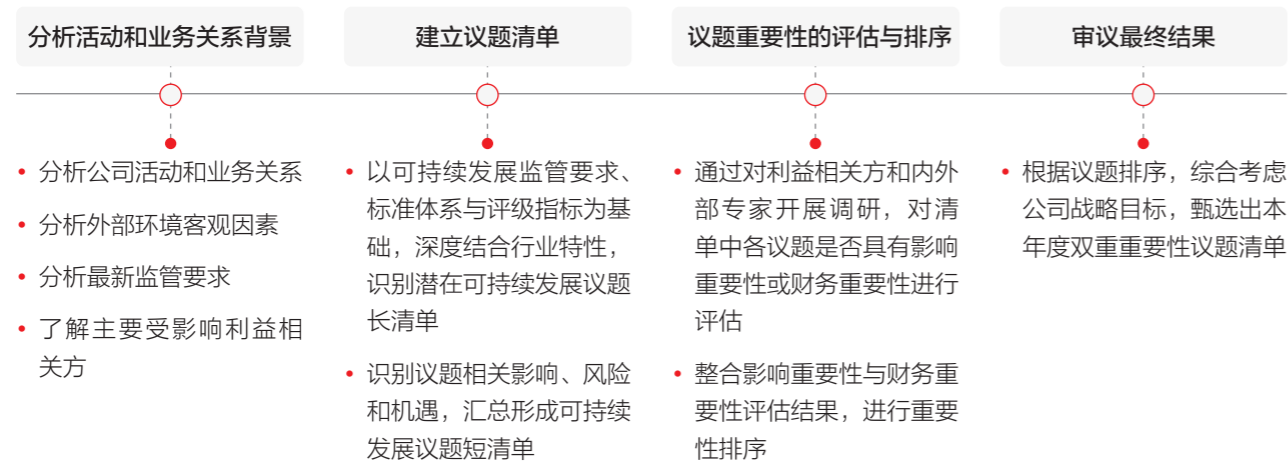 分析活动和业务关系背景
• 分析公司活动和业务关系
• 分析外部环境客观因素
• 分析最新监管要求
• 了解主要受影响利益相
关方
建立议题清单
• 以可持续发展监管要求、
标准体系与评级指标为基
础，深度结合行业特性，
识别潜在可持续发展议题
长清单
• 识别议题相关影响、风险
和机遇，汇总形成可持续
发展议题短清单
议题重要性的评估与排序
• 通过对利益相关方和内外
部专家开展调研，对清
单中各议题是否具有影响
重要性或财务重要性进行
评估
• 整合影响重要性与财务重
要性评估结果，进行重要
性排序
审议最终结果
• 根据议题排序，综合考虑
公司战略目标，甄选出本
年度双重重要性议题清单